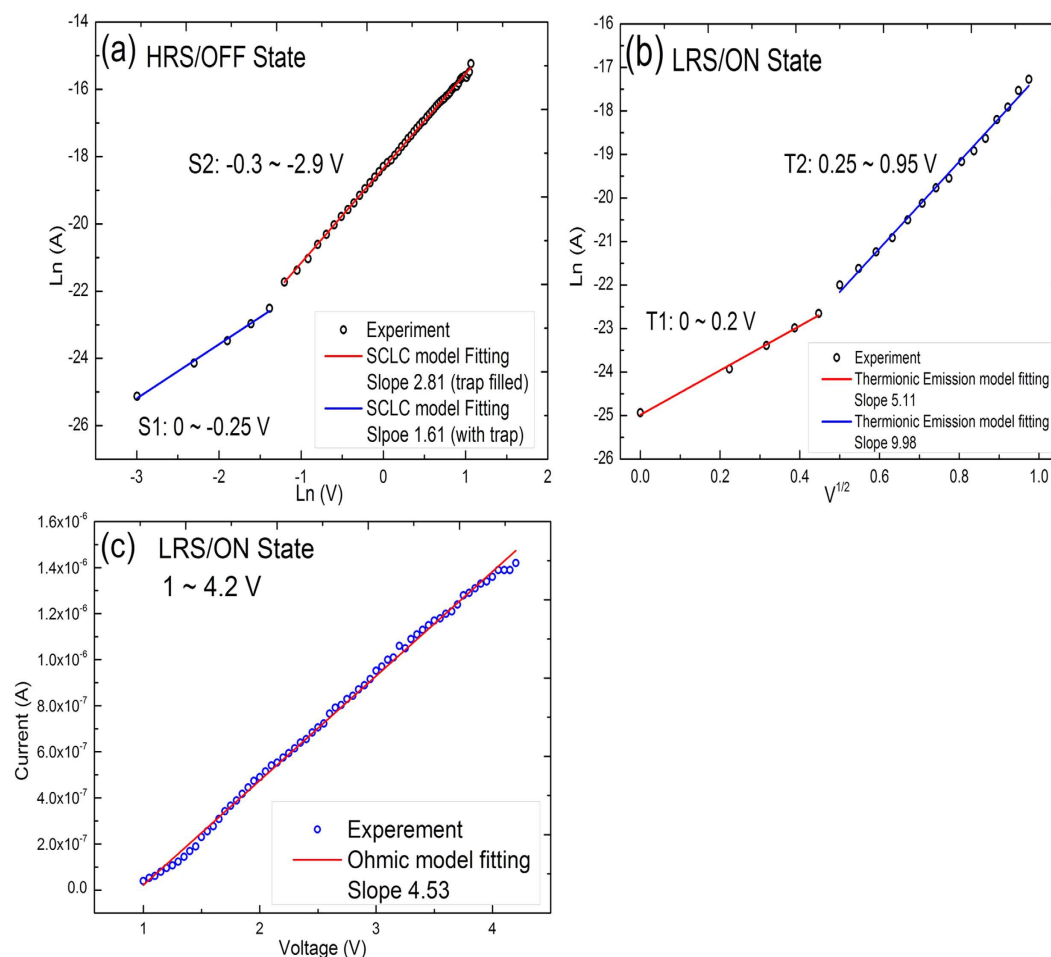 (a) HRS/OFF State
-14
-16
-18
-20
-22
-24
-26
Ln (A)
S2: -0.3 ~ -2.9 V
S1: 0 ~ -0.25 V
Experiment
SCLC model Fitting
Slope 2.81 (trap filled)
SCLC model Fitting
Slpoe 1.61 (with trap)
-3 -2 -1 0 1 2
Ln (V)
(b) LRS/ON State
-16
-17
-18
-19
-20
-21
-22
-23
-24
-25
-26
Ln (A)
T2: 0.25 ~ 0.95 V
T1: 0 ~ 0.2 V
Experiment
Thermionic Emission model fitting
Slope 5.11
Thermionic Emission model fitting
Slope 9.98
0.0 0.2 0.4 0.6 0.8 1.0
V^1/2
(c) LRS/ON State
1 ~ 4.2 V
1.6x10^-6
1.4x10^-6
1.2x10^-6
1.0x10^-6
8.0x10^-7
6.0x10^-7
4.0x10^-7
2.0x10^-7
0.0
Current (A)
Experement
Ohmic model fitting
Slope 4.53
1 2 3 4
Voltage (V)